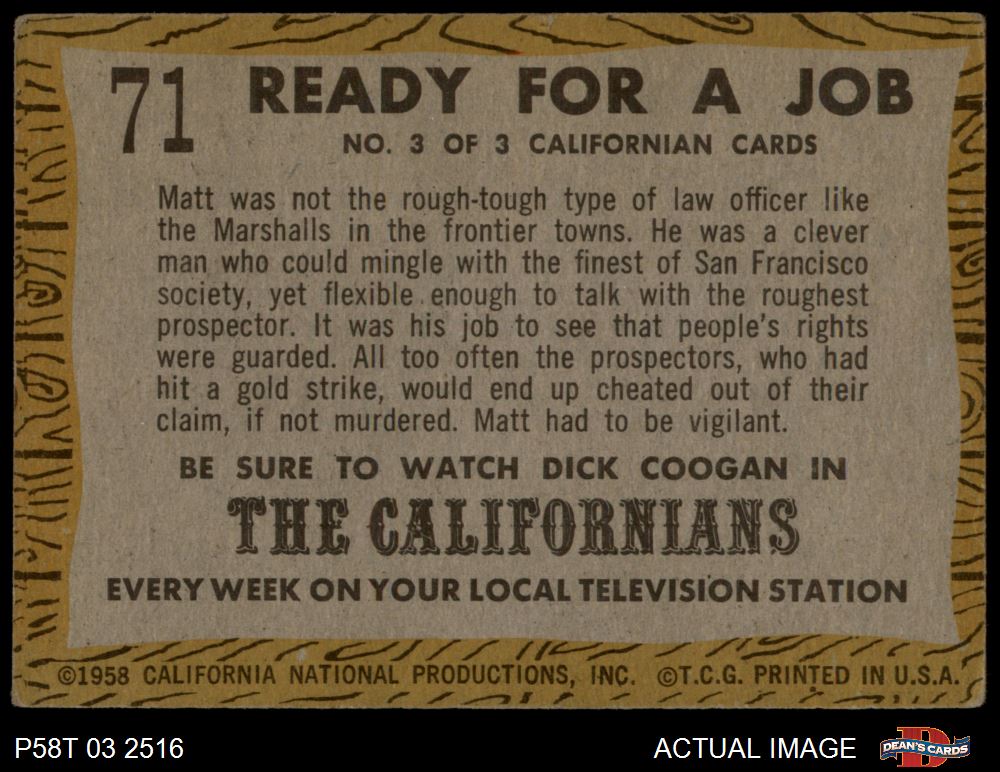 71 READY FOR A JOB
NO. 3 OF 3 CALIFORNIAN CARDS
Matt was not the rough-tough type of law officer like
the Marshalls in the frontier towns. He was a clever
man who could mingle with the finest of San Francisco
society, yet flexible enough to talk with the roughest
prospector. It was his job to see that people's rights
were guarded. All too often the prospectors, who had
hit a gold strike, would end up cheated out of their
claim, if not murdered. Matt had to be vigilant.
BE SURE TO WATCH DICK COOGAN IN
THE CALIFORNIANS
EVERY WEEK ON YOUR LOCAL TELEVISION STATION
©1958 CALIFORNIA NATIONAL PRODUCTIONS, INC. ©T.C.G. PRINTED IN U.S.A.
P58T 03 2516 ACTUAL IMAGE D DEAN'S CARDS